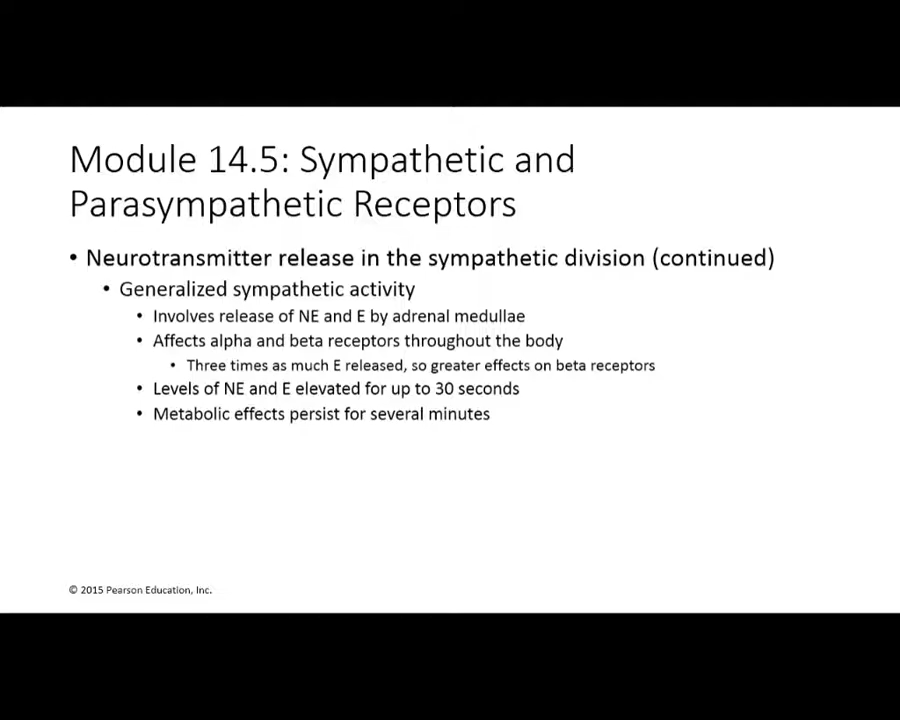 Module 14.5: Sympathetic and
Parasympathetic Receptors
• Neurotransmitter release in the sympathetic division (continued)
• Generalized sympathetic activity
• Involves release of NE and E by adrenal medullae
• Affects alpha and beta receptors throughout the body
• Three times as much E released, so greater effects on beta receptors
• Levels of NE and E elevated for up to 30 seconds
• Metabolic effects persist for several minutes
© 2015 Pearson Education, Inc.